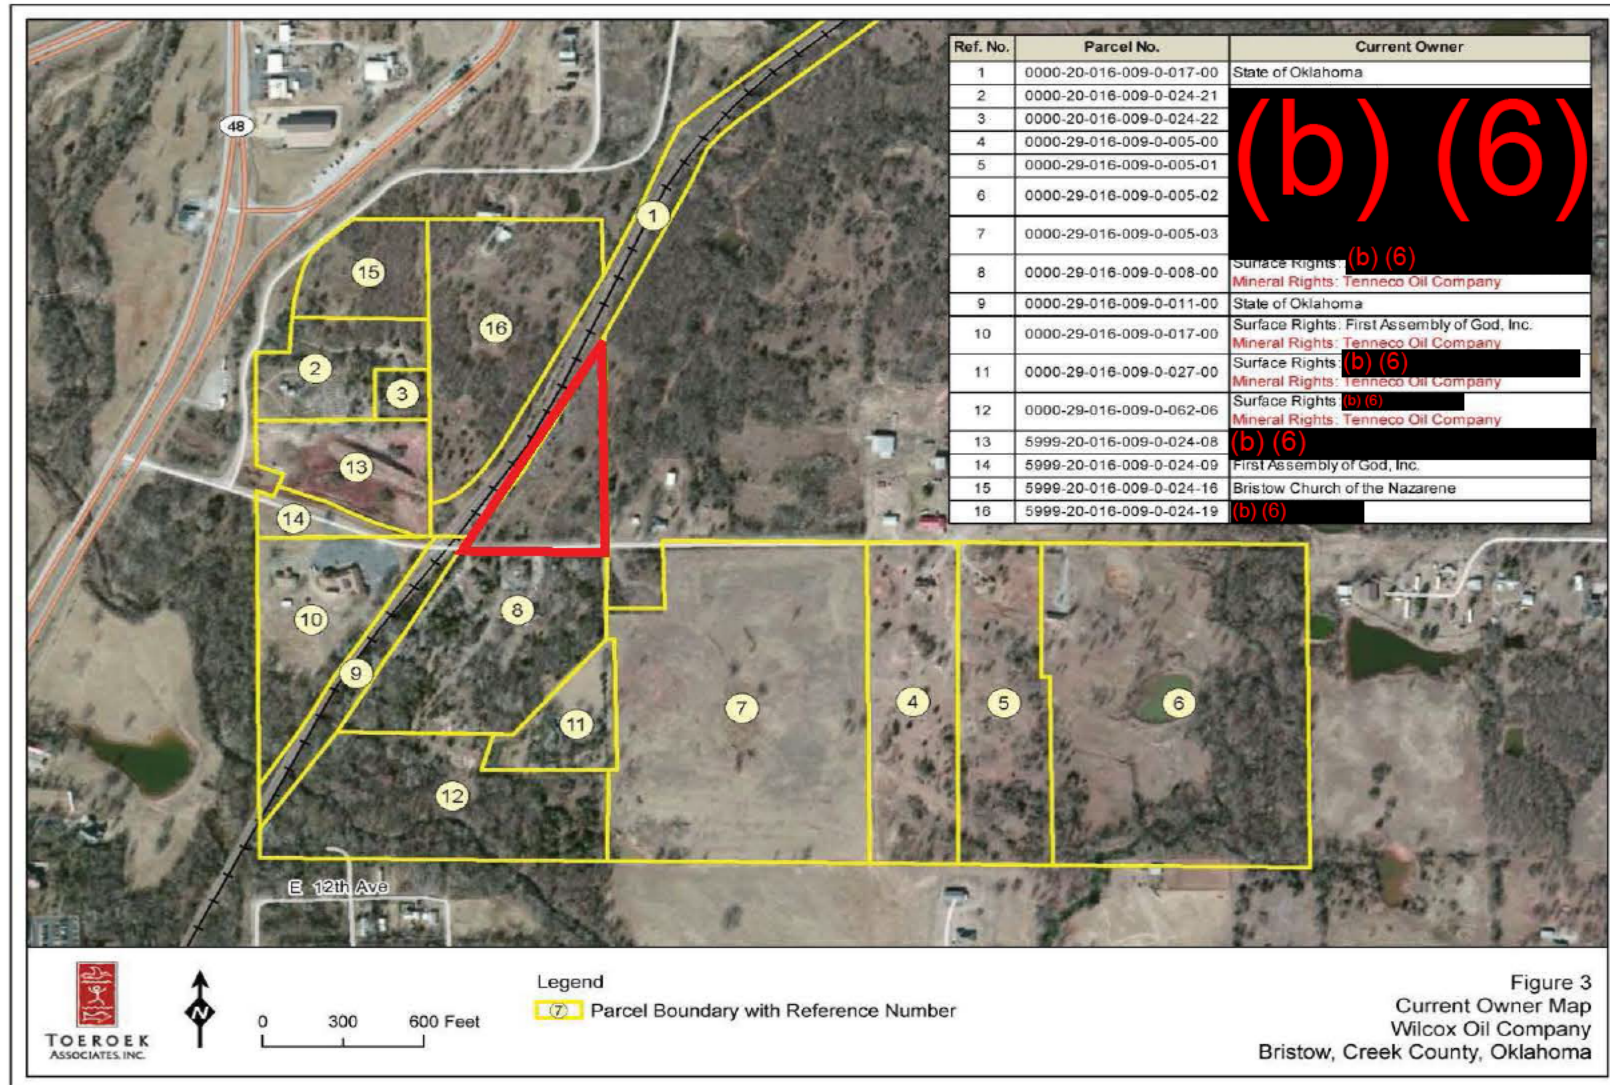 Ref. No. Parcel No. Current Owner
1 0000-20-016-009-0-017-00 State of Oklahoma
2 0000-20-016-009-0-024-21
3 0000-20-016-009-0-024-22
4 0000-29-016-009-0-005-00
5 0000-29-016-009-0-005-01
6 0000-29-016-009-0-005-02
7 0000-29-016-009-0-005-03
(b) (6)
8 0000-29-016-009-0-008-00 Surface Rights: (b) (6)
Mineral Rights: Tenneco Oil Company
9 0000-29-016-009-0-011-00 State of Oklahoma
10 0000-29-016-009-0-017-00 Surface Rights: First Assembly of God, Inc.
Mineral Rights: Tenneco Oil Company
11 0000-29-016-009-0-027-00 Surface Rights: (b) (6)
Mineral Rights: Tenneco Oil Company
12 0000-29-016-009-0-062-06 Surface Rights: (b) (6)
Mineral Rights: Tenneco Oil Company
13 5999-20-016-009-0-024-08 (b) (6)
14 5999-20-016-009-0-024-09 First Assembly of God, Inc.
15 5999-20-016-009-0-024-16 Bristow Church of the Nazarene
16 5999-20-016-009-0-024-19 (b) (6)
48
1
15
16
2
3
13
14
10
8
9
11
7
4
5
6
12
E 12th Ave
TOEROEK
ASSOCIATES, INC.
N
0 300 600 Feet
Legend
7 Parcel Boundary with Reference Number
Figure 3
Current Owner Map
Wilcox Oil Company
Bristow, Creek County, Oklahoma